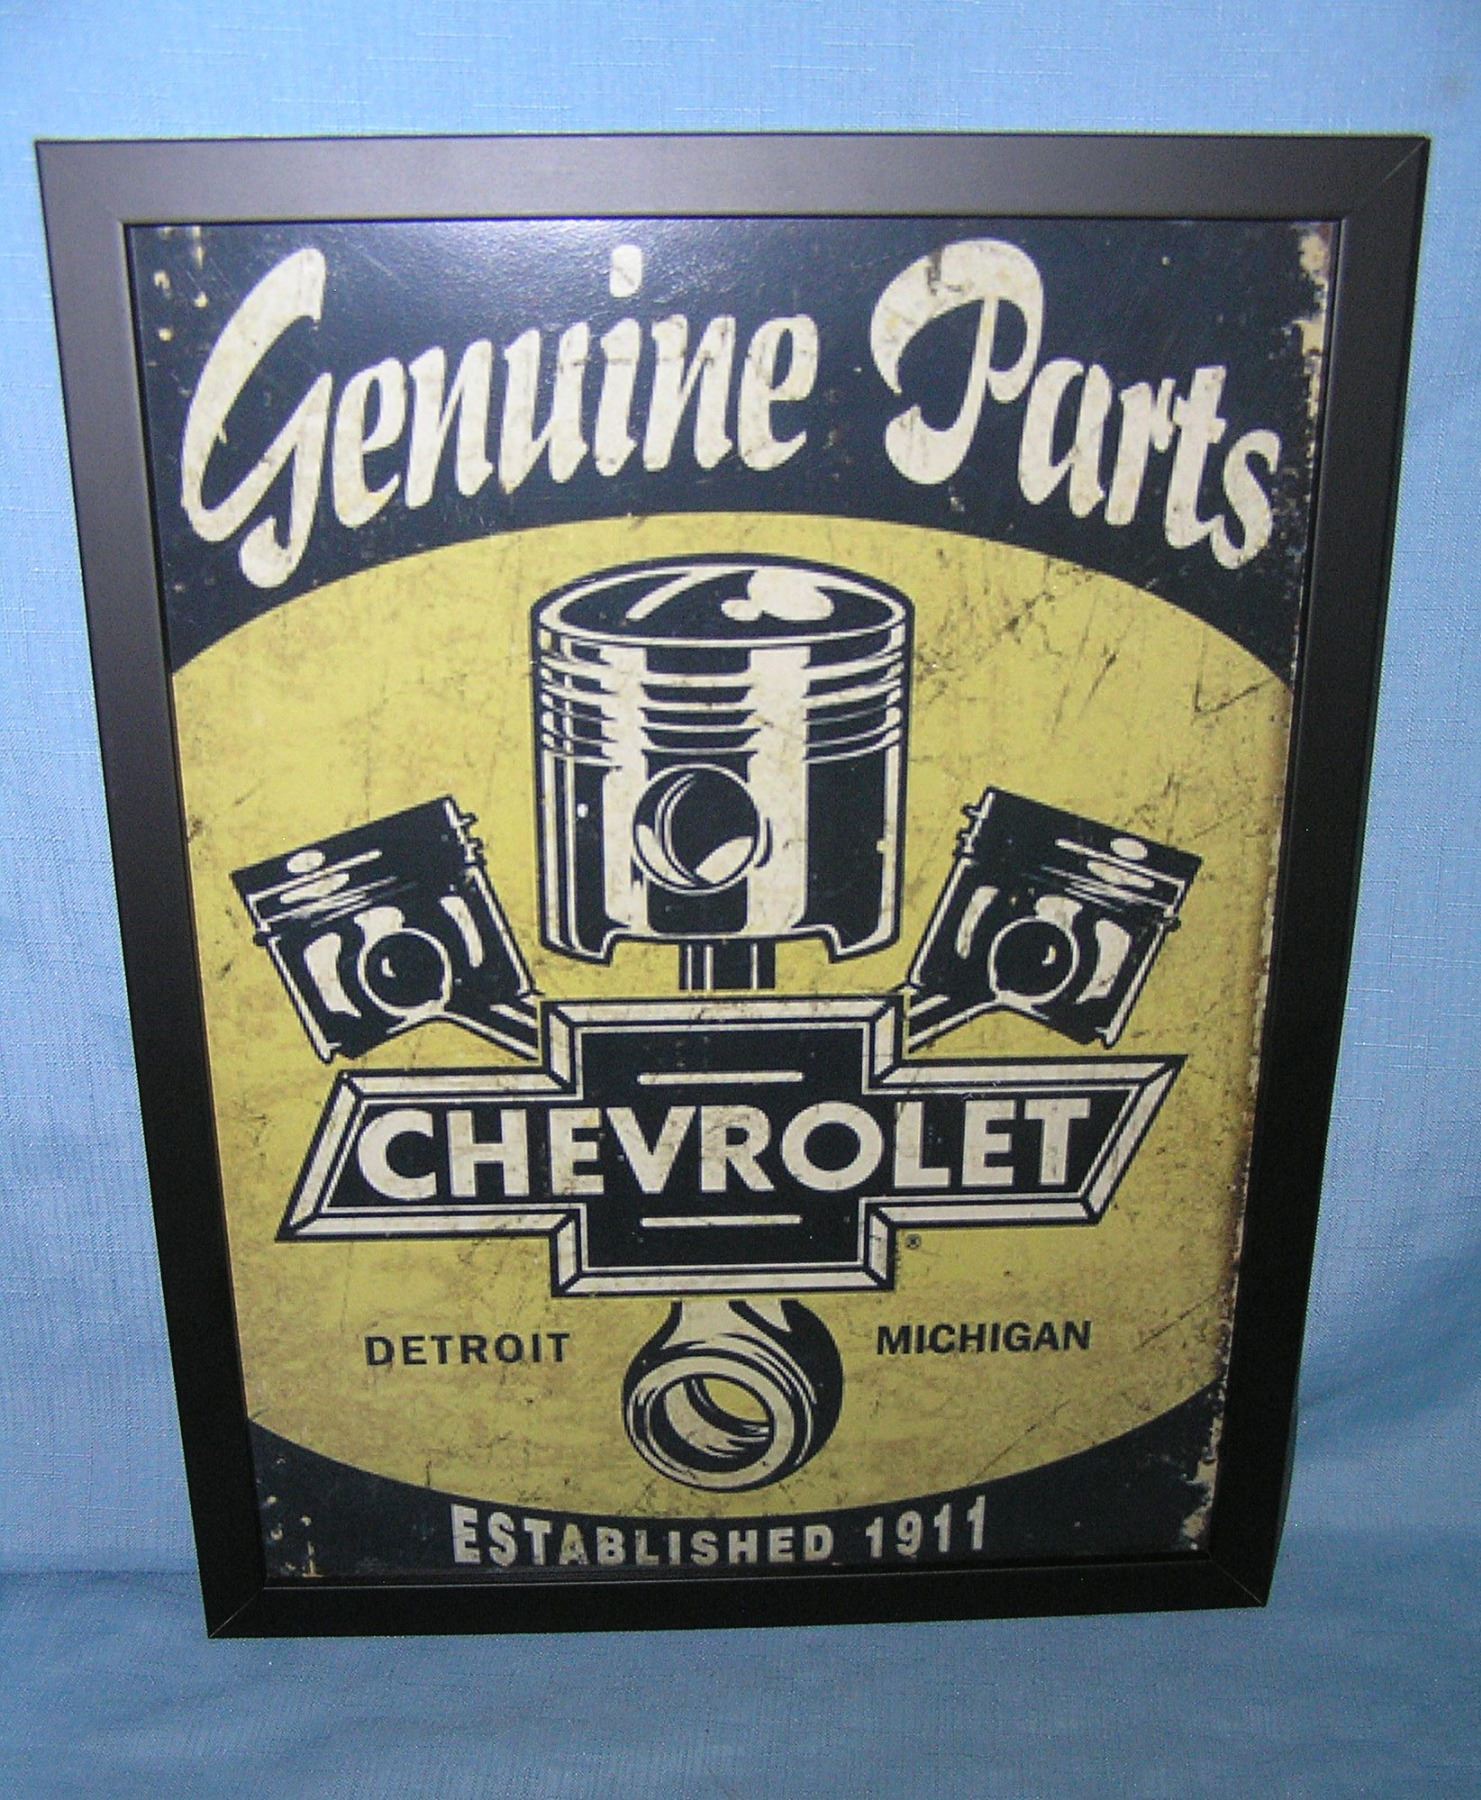 Genuine Parts
CHEVROLET
®
DETROIT MICHIGAN
ESTABLISHED 1911